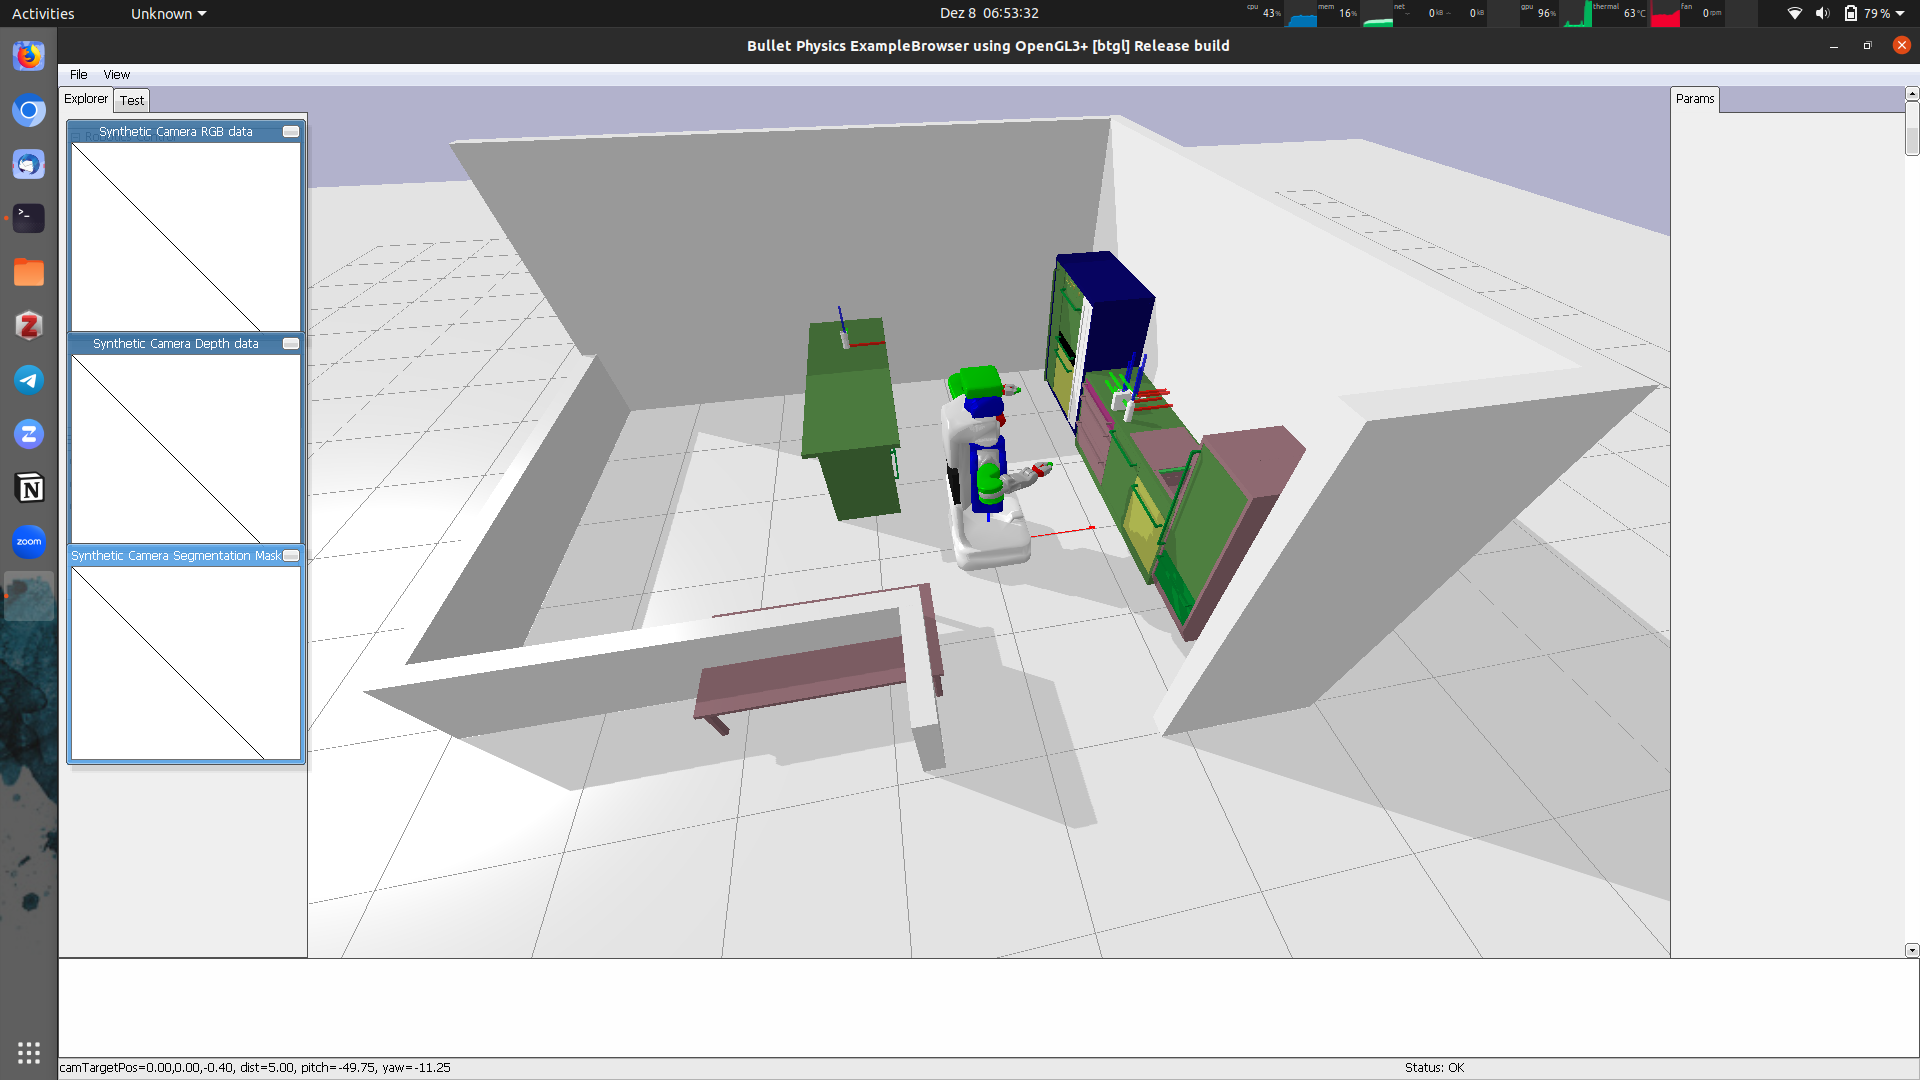 Activities
Unknown
Dez 8 06:53:32
cpu 43% mem 16% net 0 kB 0 kB gpu 96% thermal 63°C fan 0 rpm
79 %
Bullet Physics ExampleBrowser using OpenGL3+ [btgl] Release build
File View
Explorer Test
Params
Synthetic Camera RGB data
Synthetic Camera Depth data
Synthetic Camera Segmentation Mask
>_
Z
Z
N
zoom
camTargetPos=0.00,0.00,-0.40, dist=5.00, pitch=-49.75, yaw=-11.25
Status: OK